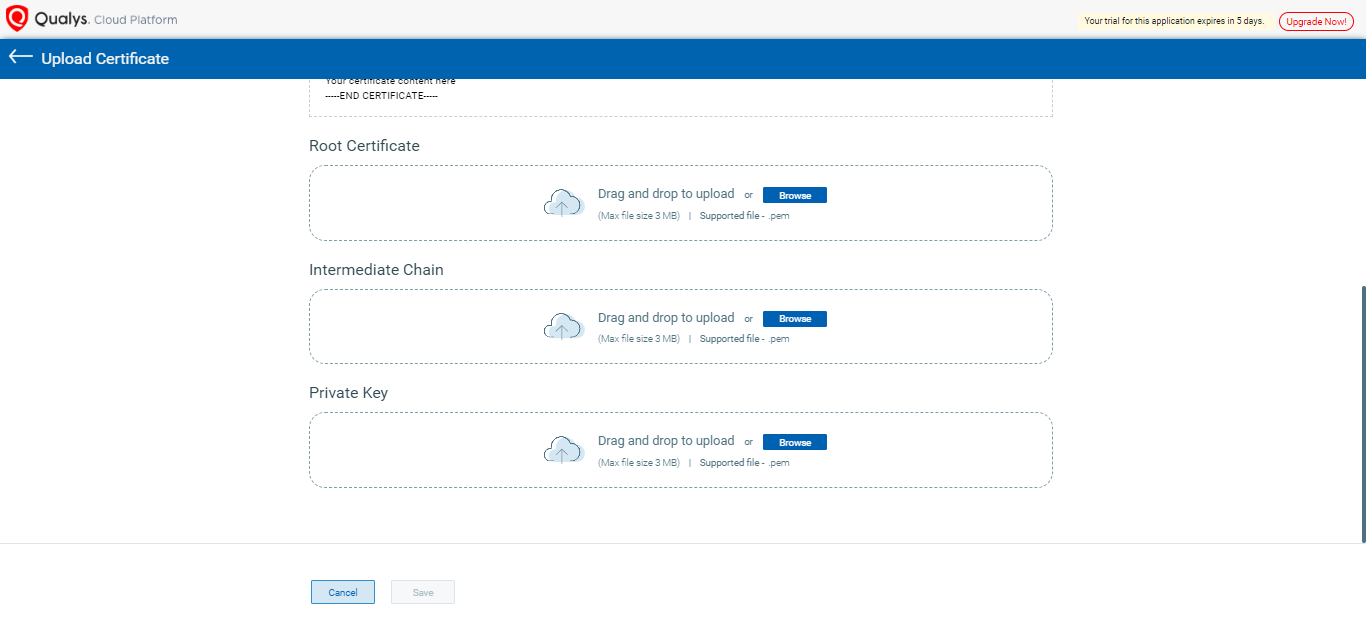 Qualys. Cloud Platform
Your trial for this application expires in 5 days. Upgrade Now!
Upload Certificate
Your certificate content here
-----END CERTIFICATE-----
Root Certificate
Drag and drop to upload or Browse
(Max file size 3 MB) | Supported file - .pem
Intermediate Chain
Drag and drop to upload or Browse
(Max file size 3 MB) | Supported file - .pem
Private Key
Drag and drop to upload or Browse
(Max file size 3 MB) | Supported file - .pem
Cancel Save